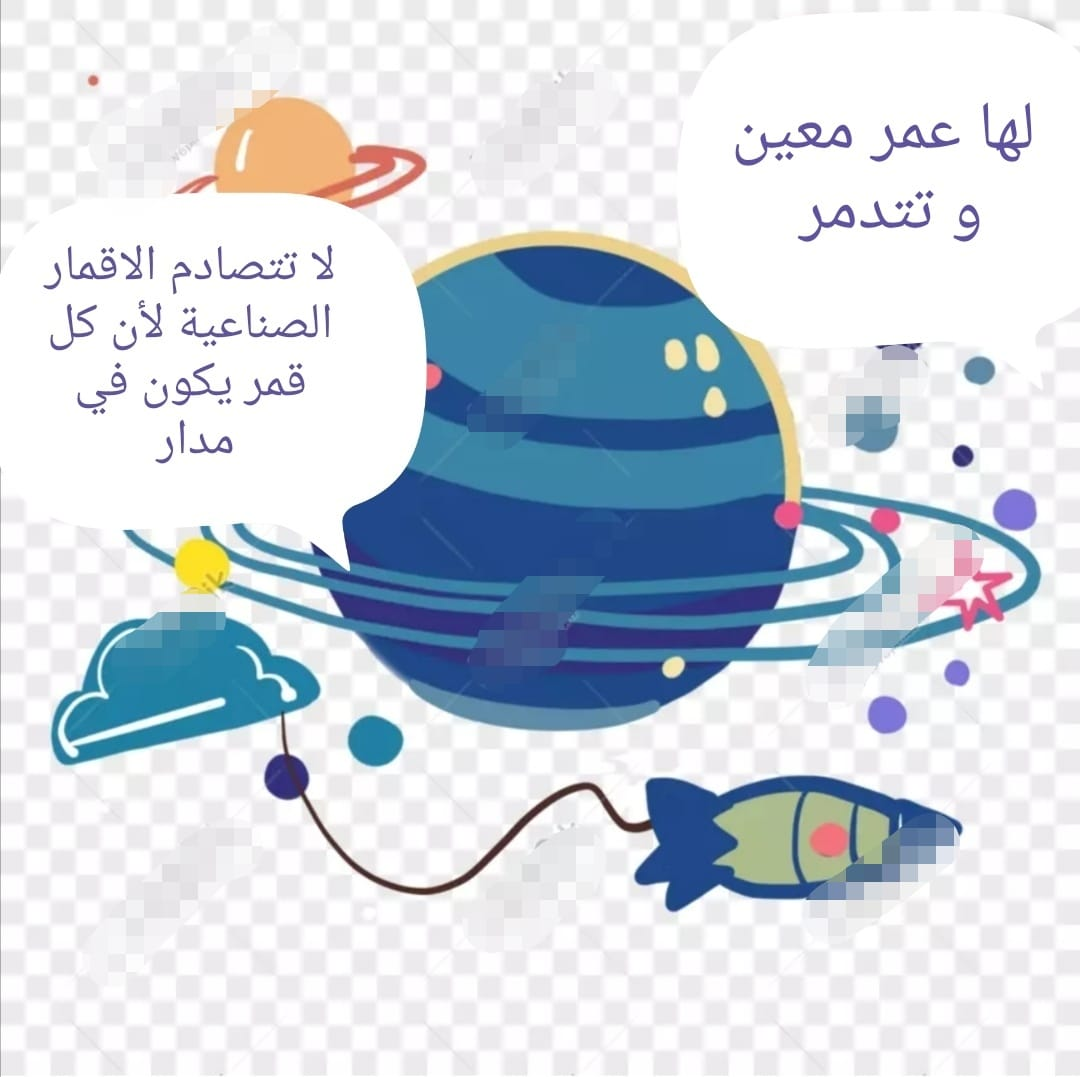 لها عمر معين
و تتدمر
لا تتصادم الاقمار
الصناعية لأن كل
قمر يكون في
مدار